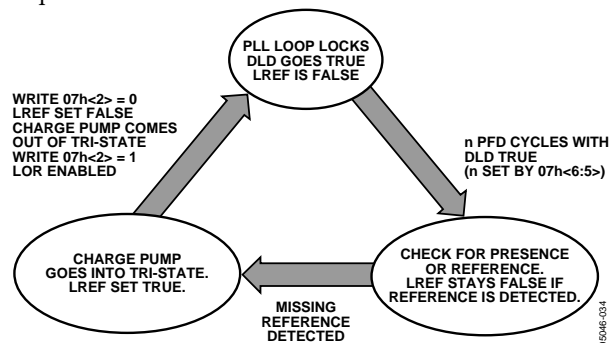 PLL LOOP LOCKS
DLD GOES TRUE
LREF IS FALSE
WRITE 07h<2> = 0
LREF SET FALSE
CHARGE PUMP COMES
OUT OF TRI-STATE
WRITE 07h<2> = 1
LOR ENABLED
n PFD CYCLES WITH
DLD TRUE
(n SET BY 07h<6:5>)
CHARGE PUMP
GOES INTO TRI-STATE.
LREF SET TRUE.
CHECK FOR PRESENCE
OR REFERENCE.
LREF STAYS FALSE IF
REFERENCE IS DETECTED.
MISSING
REFERENCE
DETECTED
05046-034